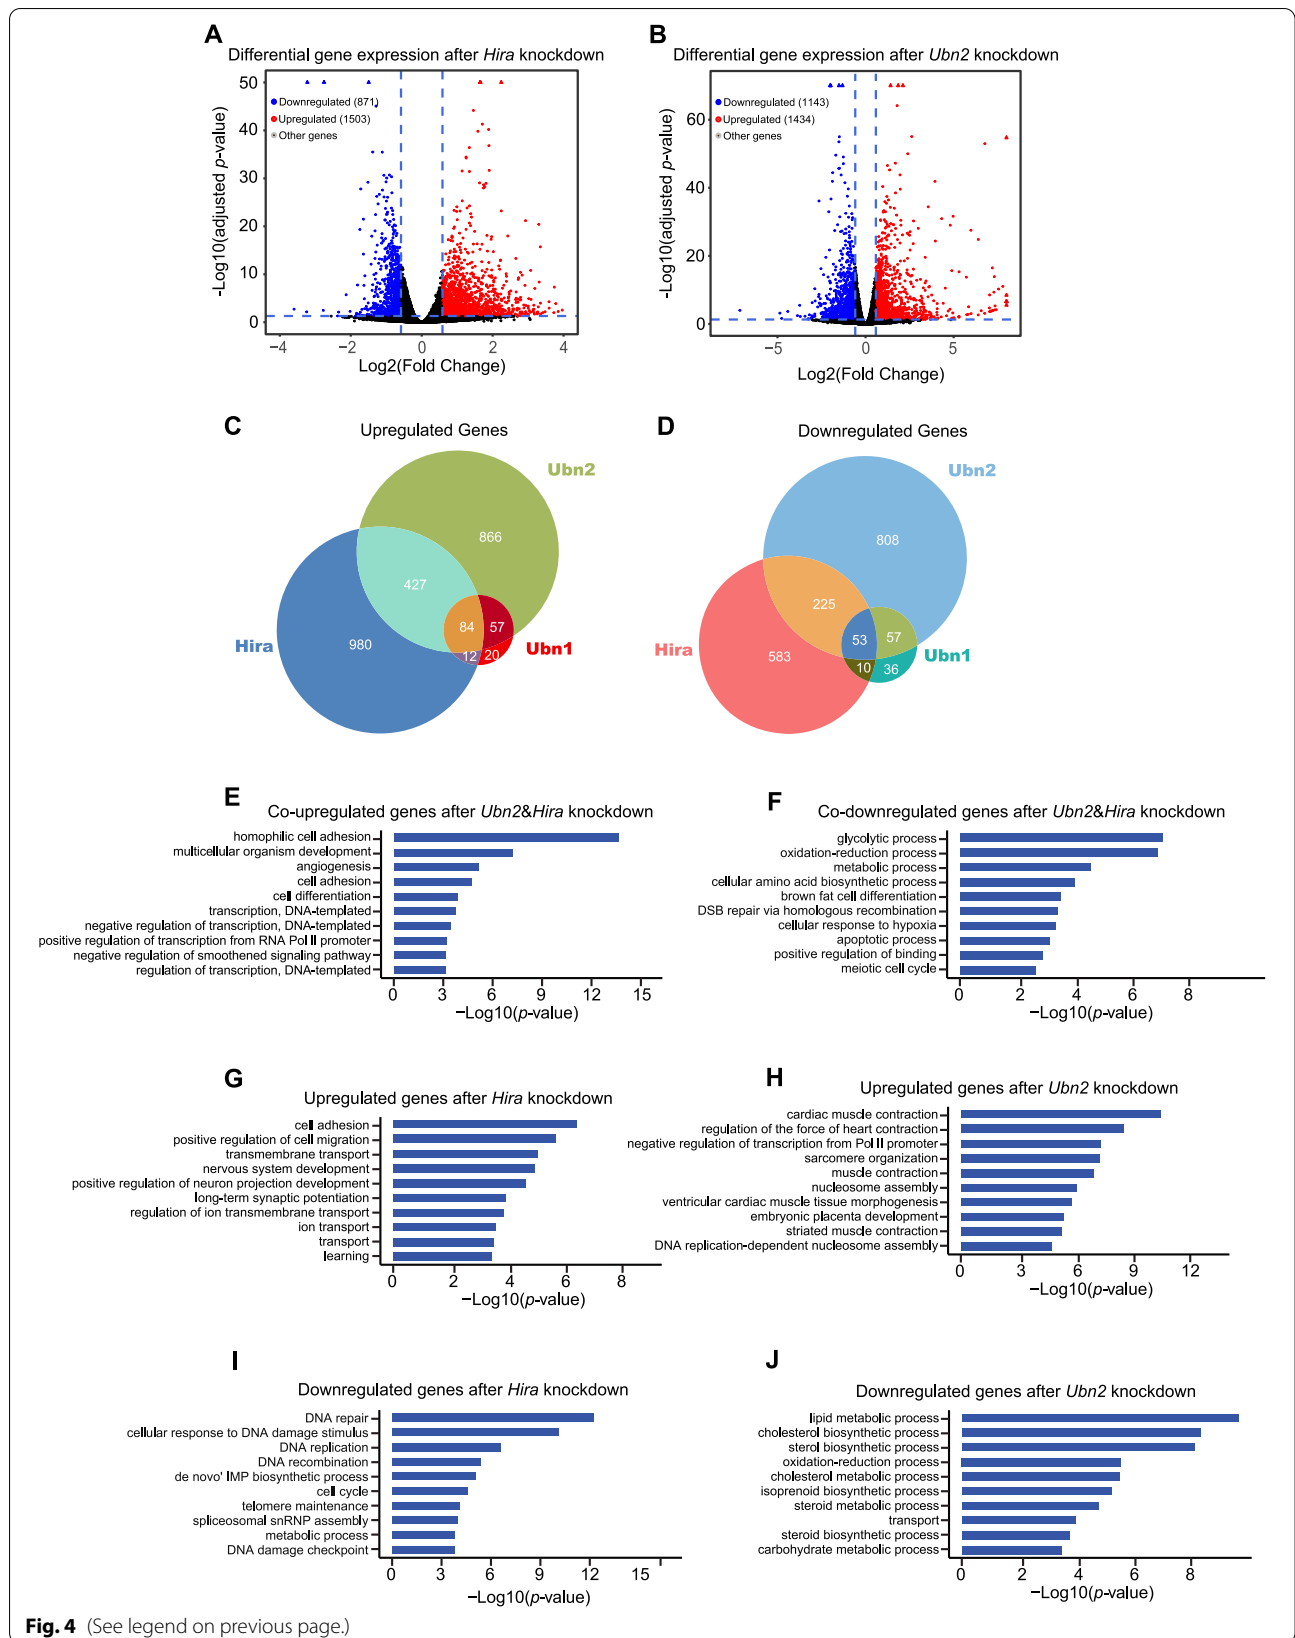 A
Differential gene expression after Hira knockdown
50
40
30
20
10
0
-Log10(adjusted p-value)
Downregulated (871)
Upregulated (1503)
Other genes
−4 −2 0 2 4
Log2(Fold Change)
B
Differential gene expression after Ubn2 knockdown
60
40
20
0
-Log10(adjusted p-value)
Downregulated (1143)
Upregulated (1434)
Other genes
−5 0 5
Log2(Fold Change)
C
Upregulated Genes
Ubn2
866
427
84 57
Hira
980
Ubn1
12 20
D
Downregulated Genes
Ubn2
808
225
53 57
Hira
583
Ubn1
10 36
E
Co-upregulated genes after Ubn2&Hira knockdown
homophilic cell adhesion
multicellular organism development
angiogenesis
cell adhesion
cell differentiation
transcription, DNA−templated
negative regulation of transcription, DNA−templated
positive regulation of transcription from RNA Pol II promoter
negative regulation of smoothened signaling pathway
regulation of transcription, DNA−templated
0 3 6 9 12 15
−Log10(p-value)
F
Co-downregulated genes after Ubn2&Hira knockdown
glycolytic process
oxidation-reduction process
metabolic process
cellular amino acid biosynthetic process
brown fat cell differentiation
DSB repair via homologous recombination
cellular response to hypoxia
apoptotic process
positive regulation of binding
meiotic cell cycle
0 2 4 6 8
−Log10(p-value)
G
Upregulated genes after Hira knockdown
cell adhesion
positive regulation of cell migration
transmembrane transport
nervous system development
positive regulation of neuron projection development
long-term synaptic potentiation
regulation of ion transmembrane transport
ion transport
transport
learning
0 2 4 6 8
−Log10(p-value)
H
Upregulated genes after Ubn2 knockdown
cardiac muscle contraction
regulation of the force of heart contraction
negative regulation of transcription from Pol II promoter
sarcomere organization
muscle contraction
nucleosome assembly
ventricular cardiac muscle tissue morphogenesis
embryonic placenta development
striated muscle contraction
DNA replication-dependent nucleosome assembly
0 3 6 9 12
−Log10(p-value)
I
Downregulated genes after Hira knockdown
DNA repair
cellular response to DNA damage stimulus
DNA replication
DNA recombination
de novo' IMP biosynthetic process
cell cycle
telomere maintenance
spliceosomal snRNP assembly
metabolic process
DNA damage checkpoint
0 3 6 9 12 15
−Log10(p-value)
J
Downregulated genes after Ubn2 knockdown
lipid metabolic process
cholesterol biosynthetic process
sterol biosynthetic process
oxidation-reduction process
cholesterol metabolic process
isoprenoid biosynthetic process
steroid metabolic process
transport
steroid biosynthetic process
carbohydrate metabolic process
0 2 4 6 8
−Log10(p-value)
Fig. 4 (See legend on previous page.)